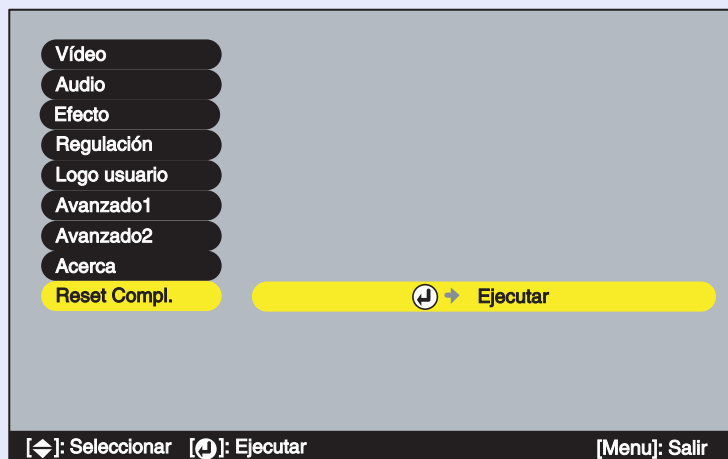 Vídeo
Audio
Efecto
Regulación
Logo usuario
Avanzado1
Avanzado2
Acerca
Reset Compl. Ejecutar
[]: Seleccionar []: Ejecutar [Menu]: Salir